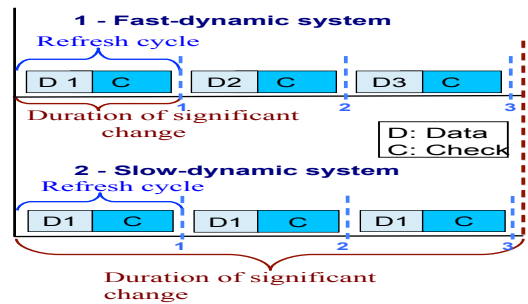 1 - Fast-dynamic system
Refresh cycle
D 1 C D2 C D3 C
1 2 3
Duration of significant
change
D: Data
C: Check
2 - Slow-dynamic system
Refresh cycle
D1 C D1 C D1 C
1 2 3
Duration of significant
change